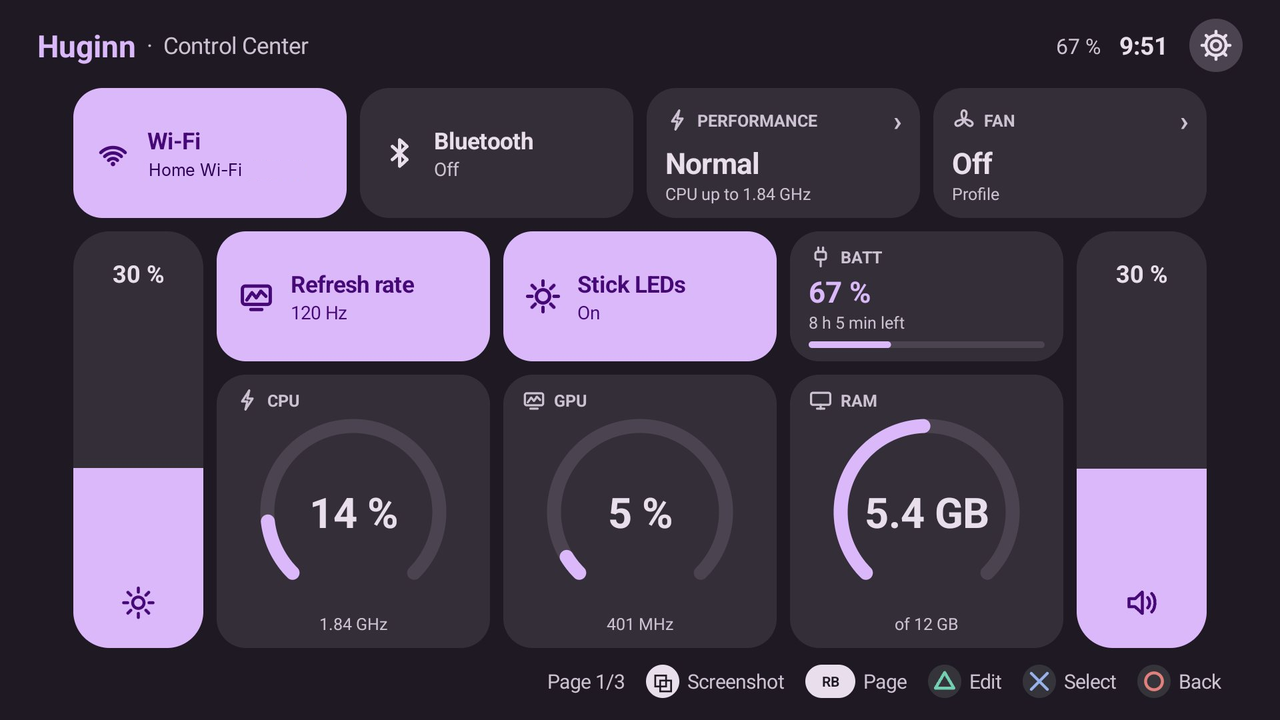 Huginn · Control Center
67 % 9:51
Wi-Fi
Home Wi-Fi
Bluetooth
Off
PERFORMANCE ›
Normal
CPU up to 1.84 GHz
FAN ›
Off
Profile
30 %
Refresh rate
120 Hz
Stick LEDs
On
BATT
67 %
8 h 5 min left
30 %
CPU
14 %
1.84 GHz
GPU
5 %
401 MHz
RAM
5.4 GB
of 12 GB
Page 1/3 Screenshot RB Page Edit Select Back